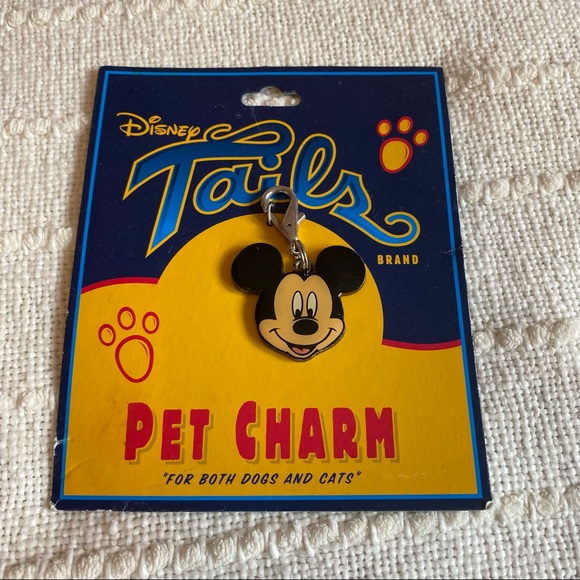 Disney
Tails
BRAND
PET CHARM
"FOR BOTH DOGS AND CATS"